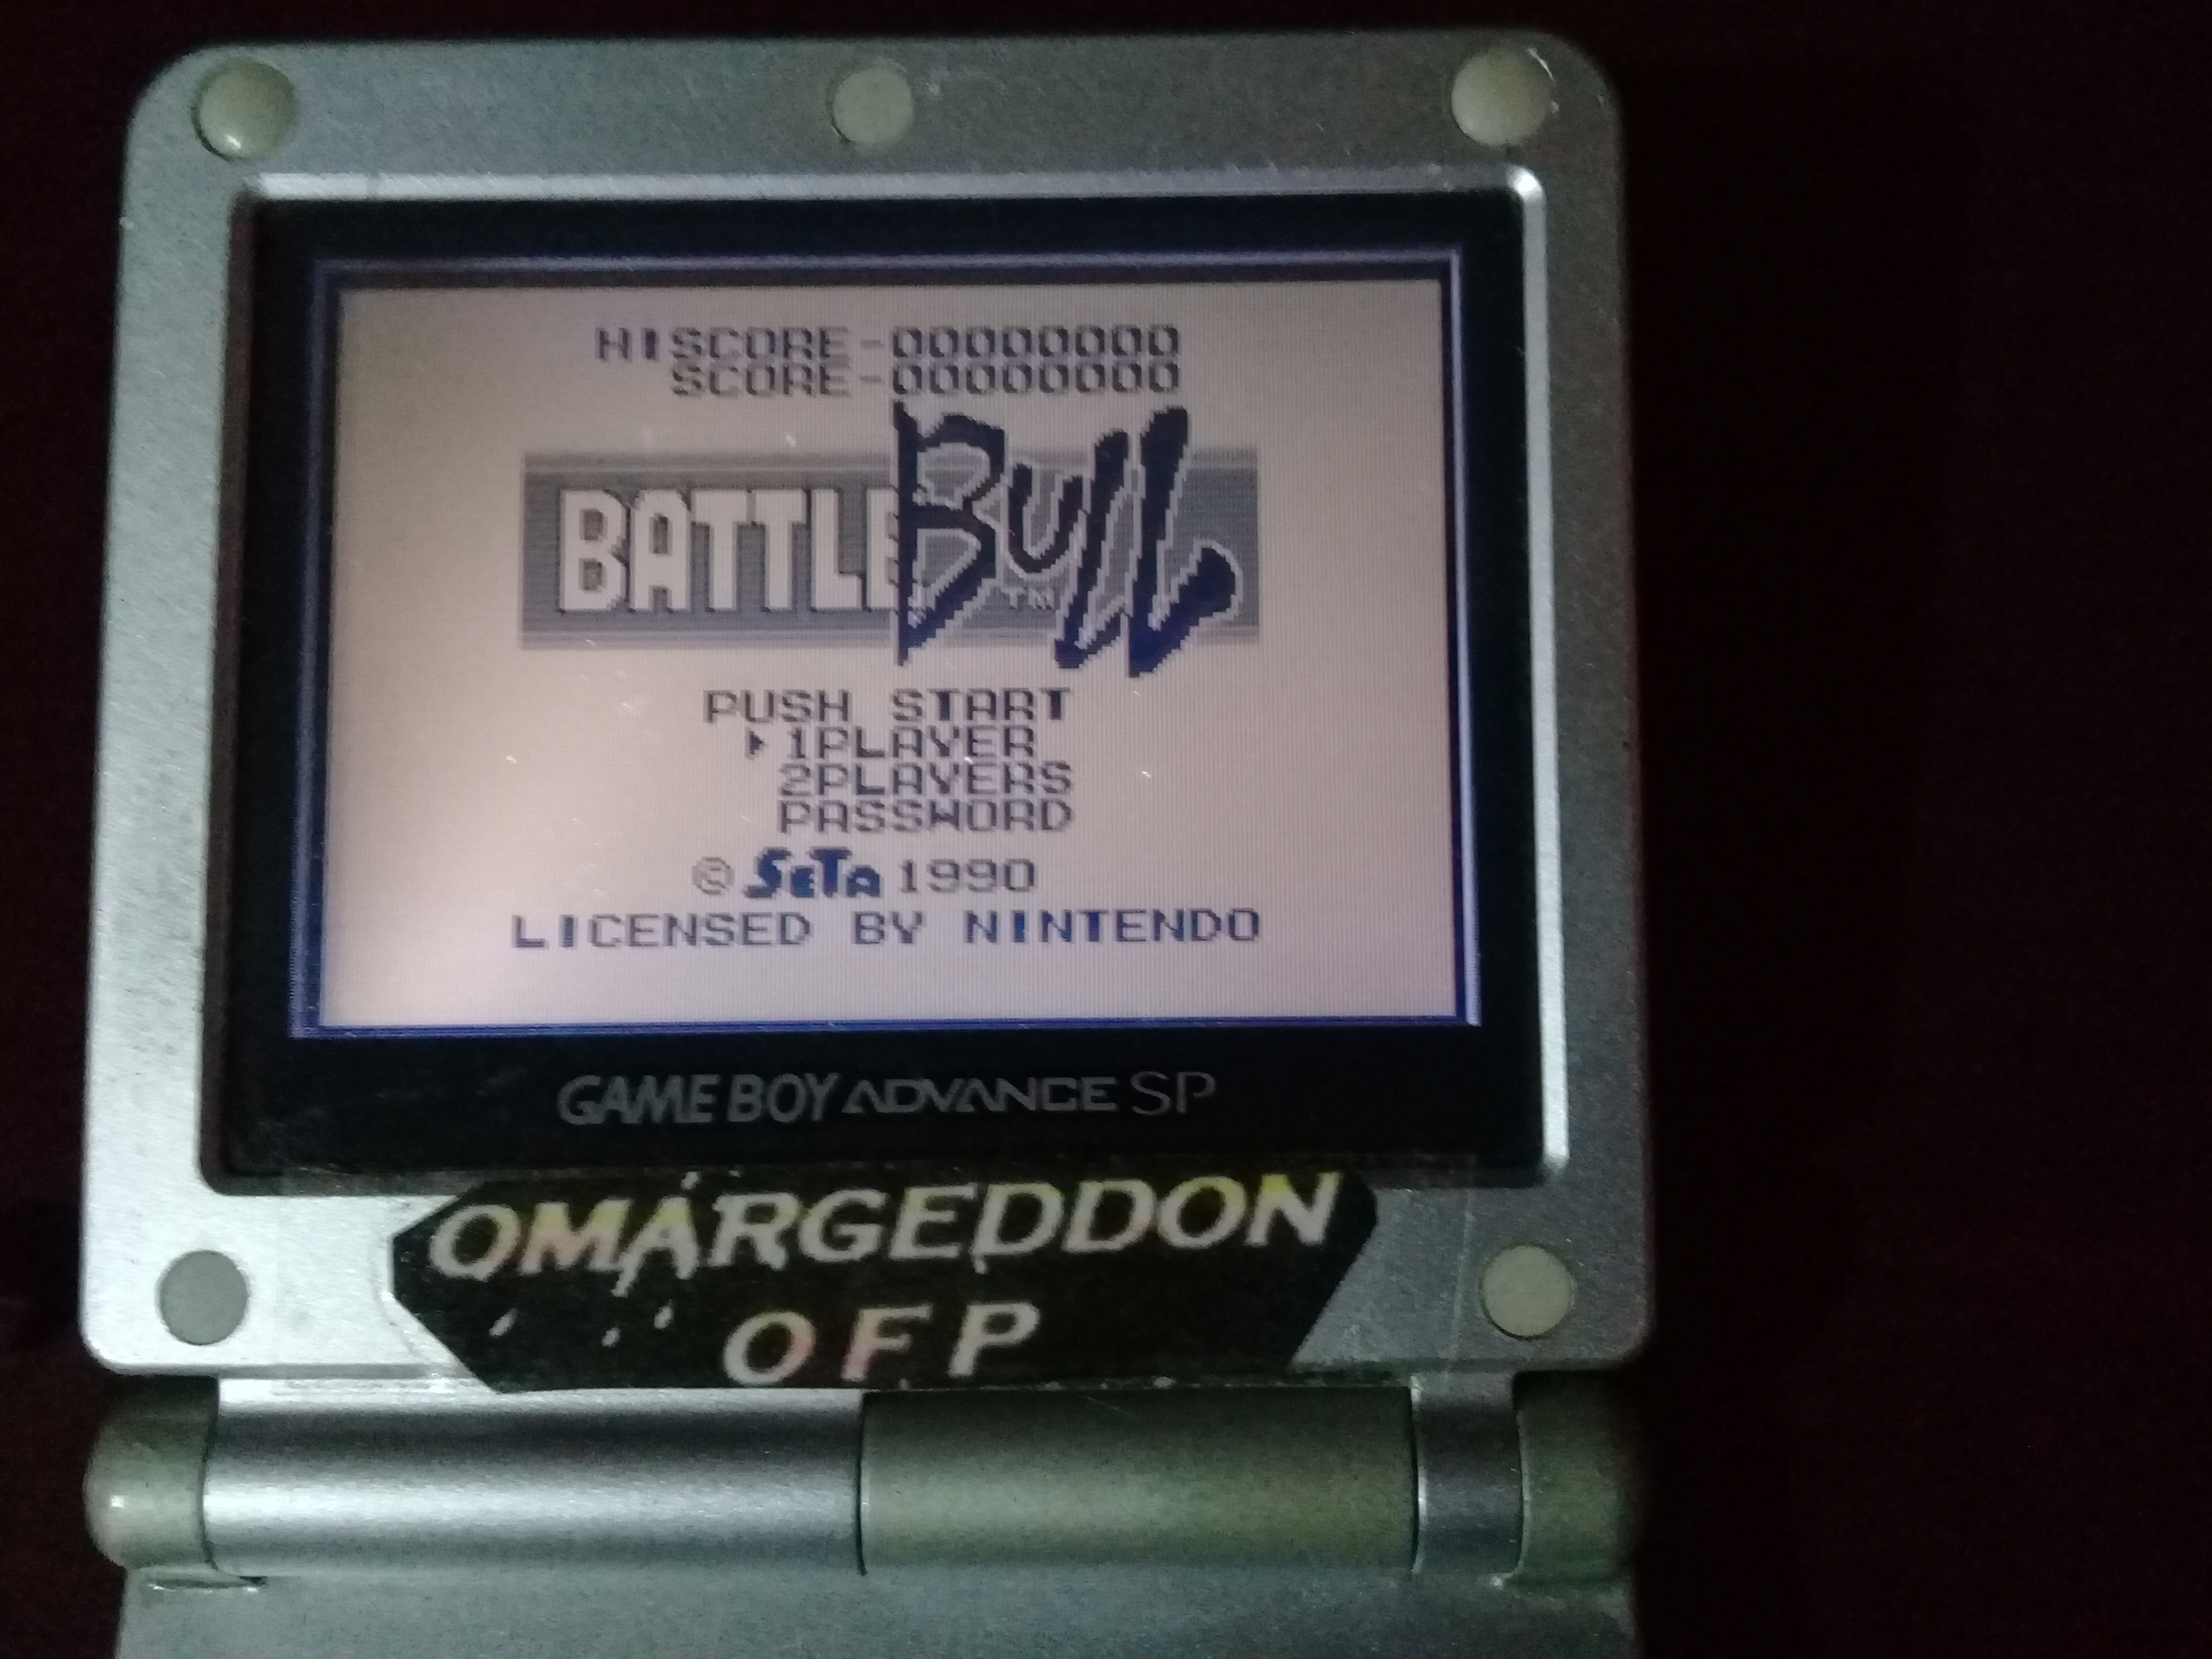 HISCORE-00000000
SCORE-00000000
BATTLE BULL
TM
PUSH START
1PLAYER
2PLAYERS
PASSWORD
© SETA 1990
LICENSED BY NINTENDO
GAME BOY ADVANCE SP
OMARGEDDON
OFP